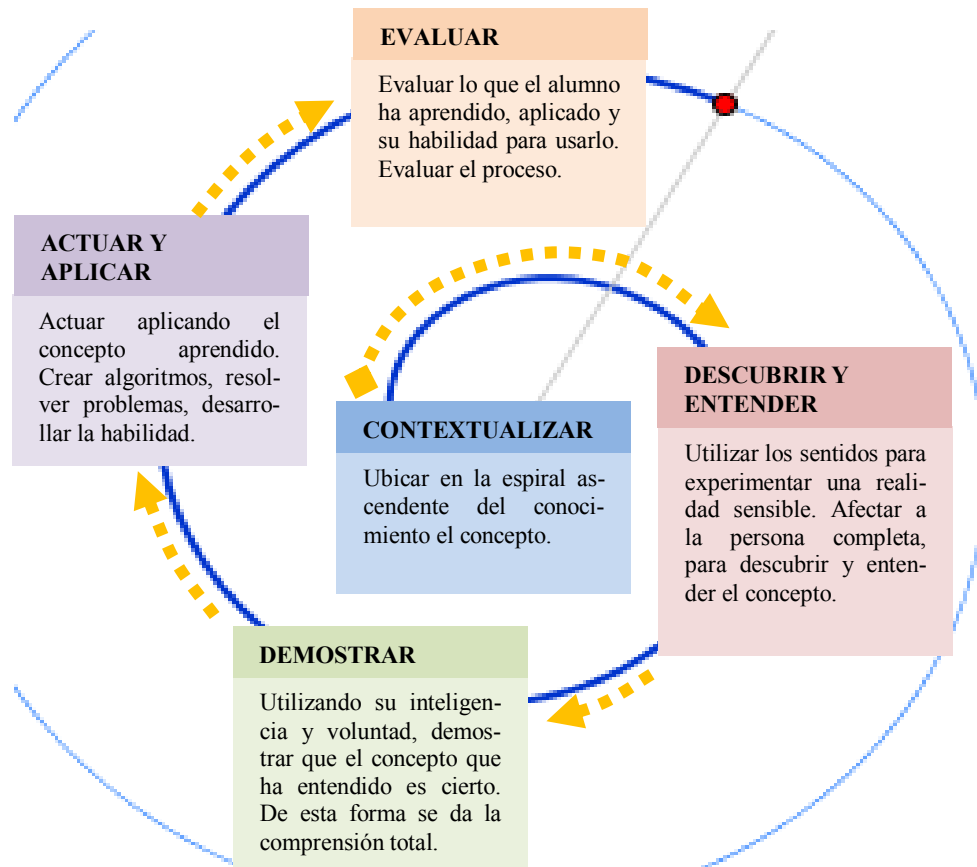 EVALUAR
Evaluar lo que el alumno
ha aprendido, aplicado y
su habilidad para usarlo.
Evaluar el proceso.
ACTUAR Y
APLICAR
Actuar aplicando el
concepto aprendido.
Crear algoritmos, resol-
ver problemas, desarro-
llar la habilidad.
CONTEXTUALIZAR
Ubicar en la espiral as-
cendente del conoci-
miento el concepto.
DESCUBRIR Y
ENTENDER
Utilizar los sentidos para
experimentar una reali-
dad sensible. Afectar a
la persona completa,
para descubrir y enten-
der el concepto.
DEMOSTRAR
Utilizando su inteligen-
cia y voluntad, demos-
trar que el concepto que
ha entendido es cierto.
De esta forma se da la
comprensión total.